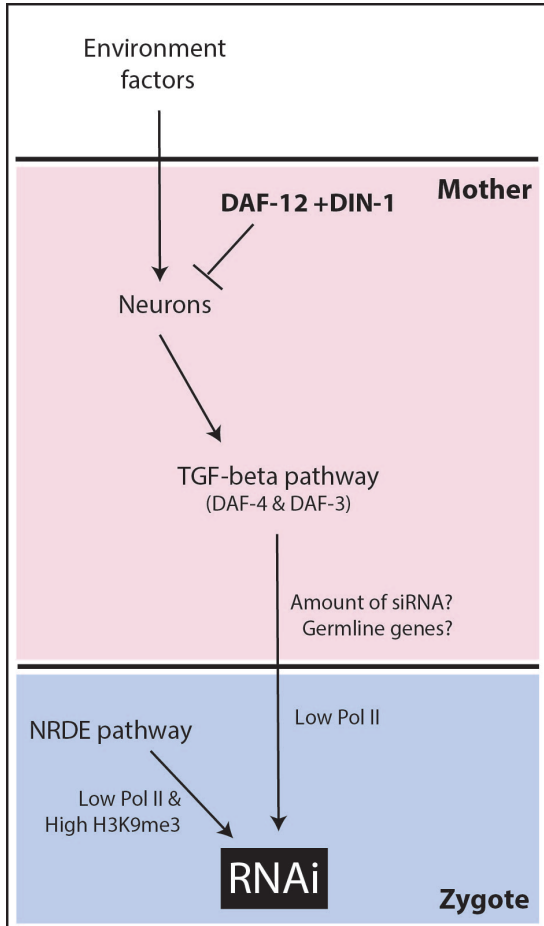 Environment
factors
Mother
DAF-12 +DIN-1
Neurons
TGF-beta pathway
(DAF-4 & DAF-3)
Amount of siRNA?
Germline genes?
Low Pol II
NRDE pathway
Low Pol II &
High H3K9me3
RNAi
Zygote